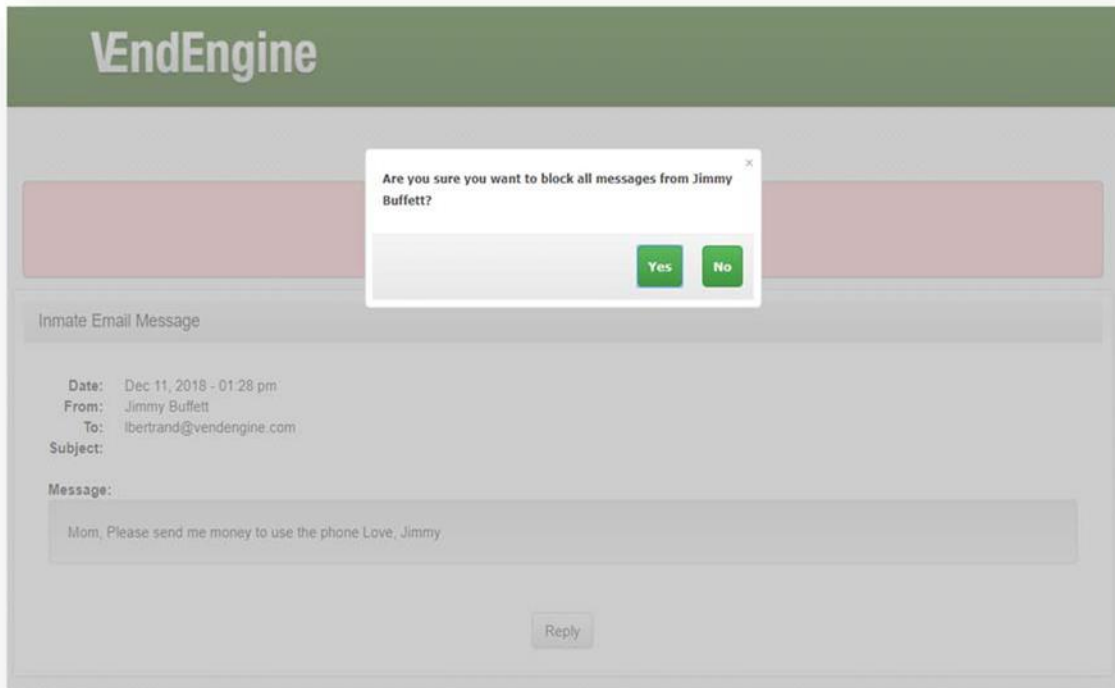 VEndEngine
×
Are you sure you want to block all messages from Jimmy
Buffett?
Yes
No
Inmate Email Message
Date: Dec 11, 2018 - 01:28 pm
From: Jimmy Buffett
To: lbertrand@vendengine.com
Subject:
Message:
Mom, Please send me money to use the phone Love, Jimmy
Reply